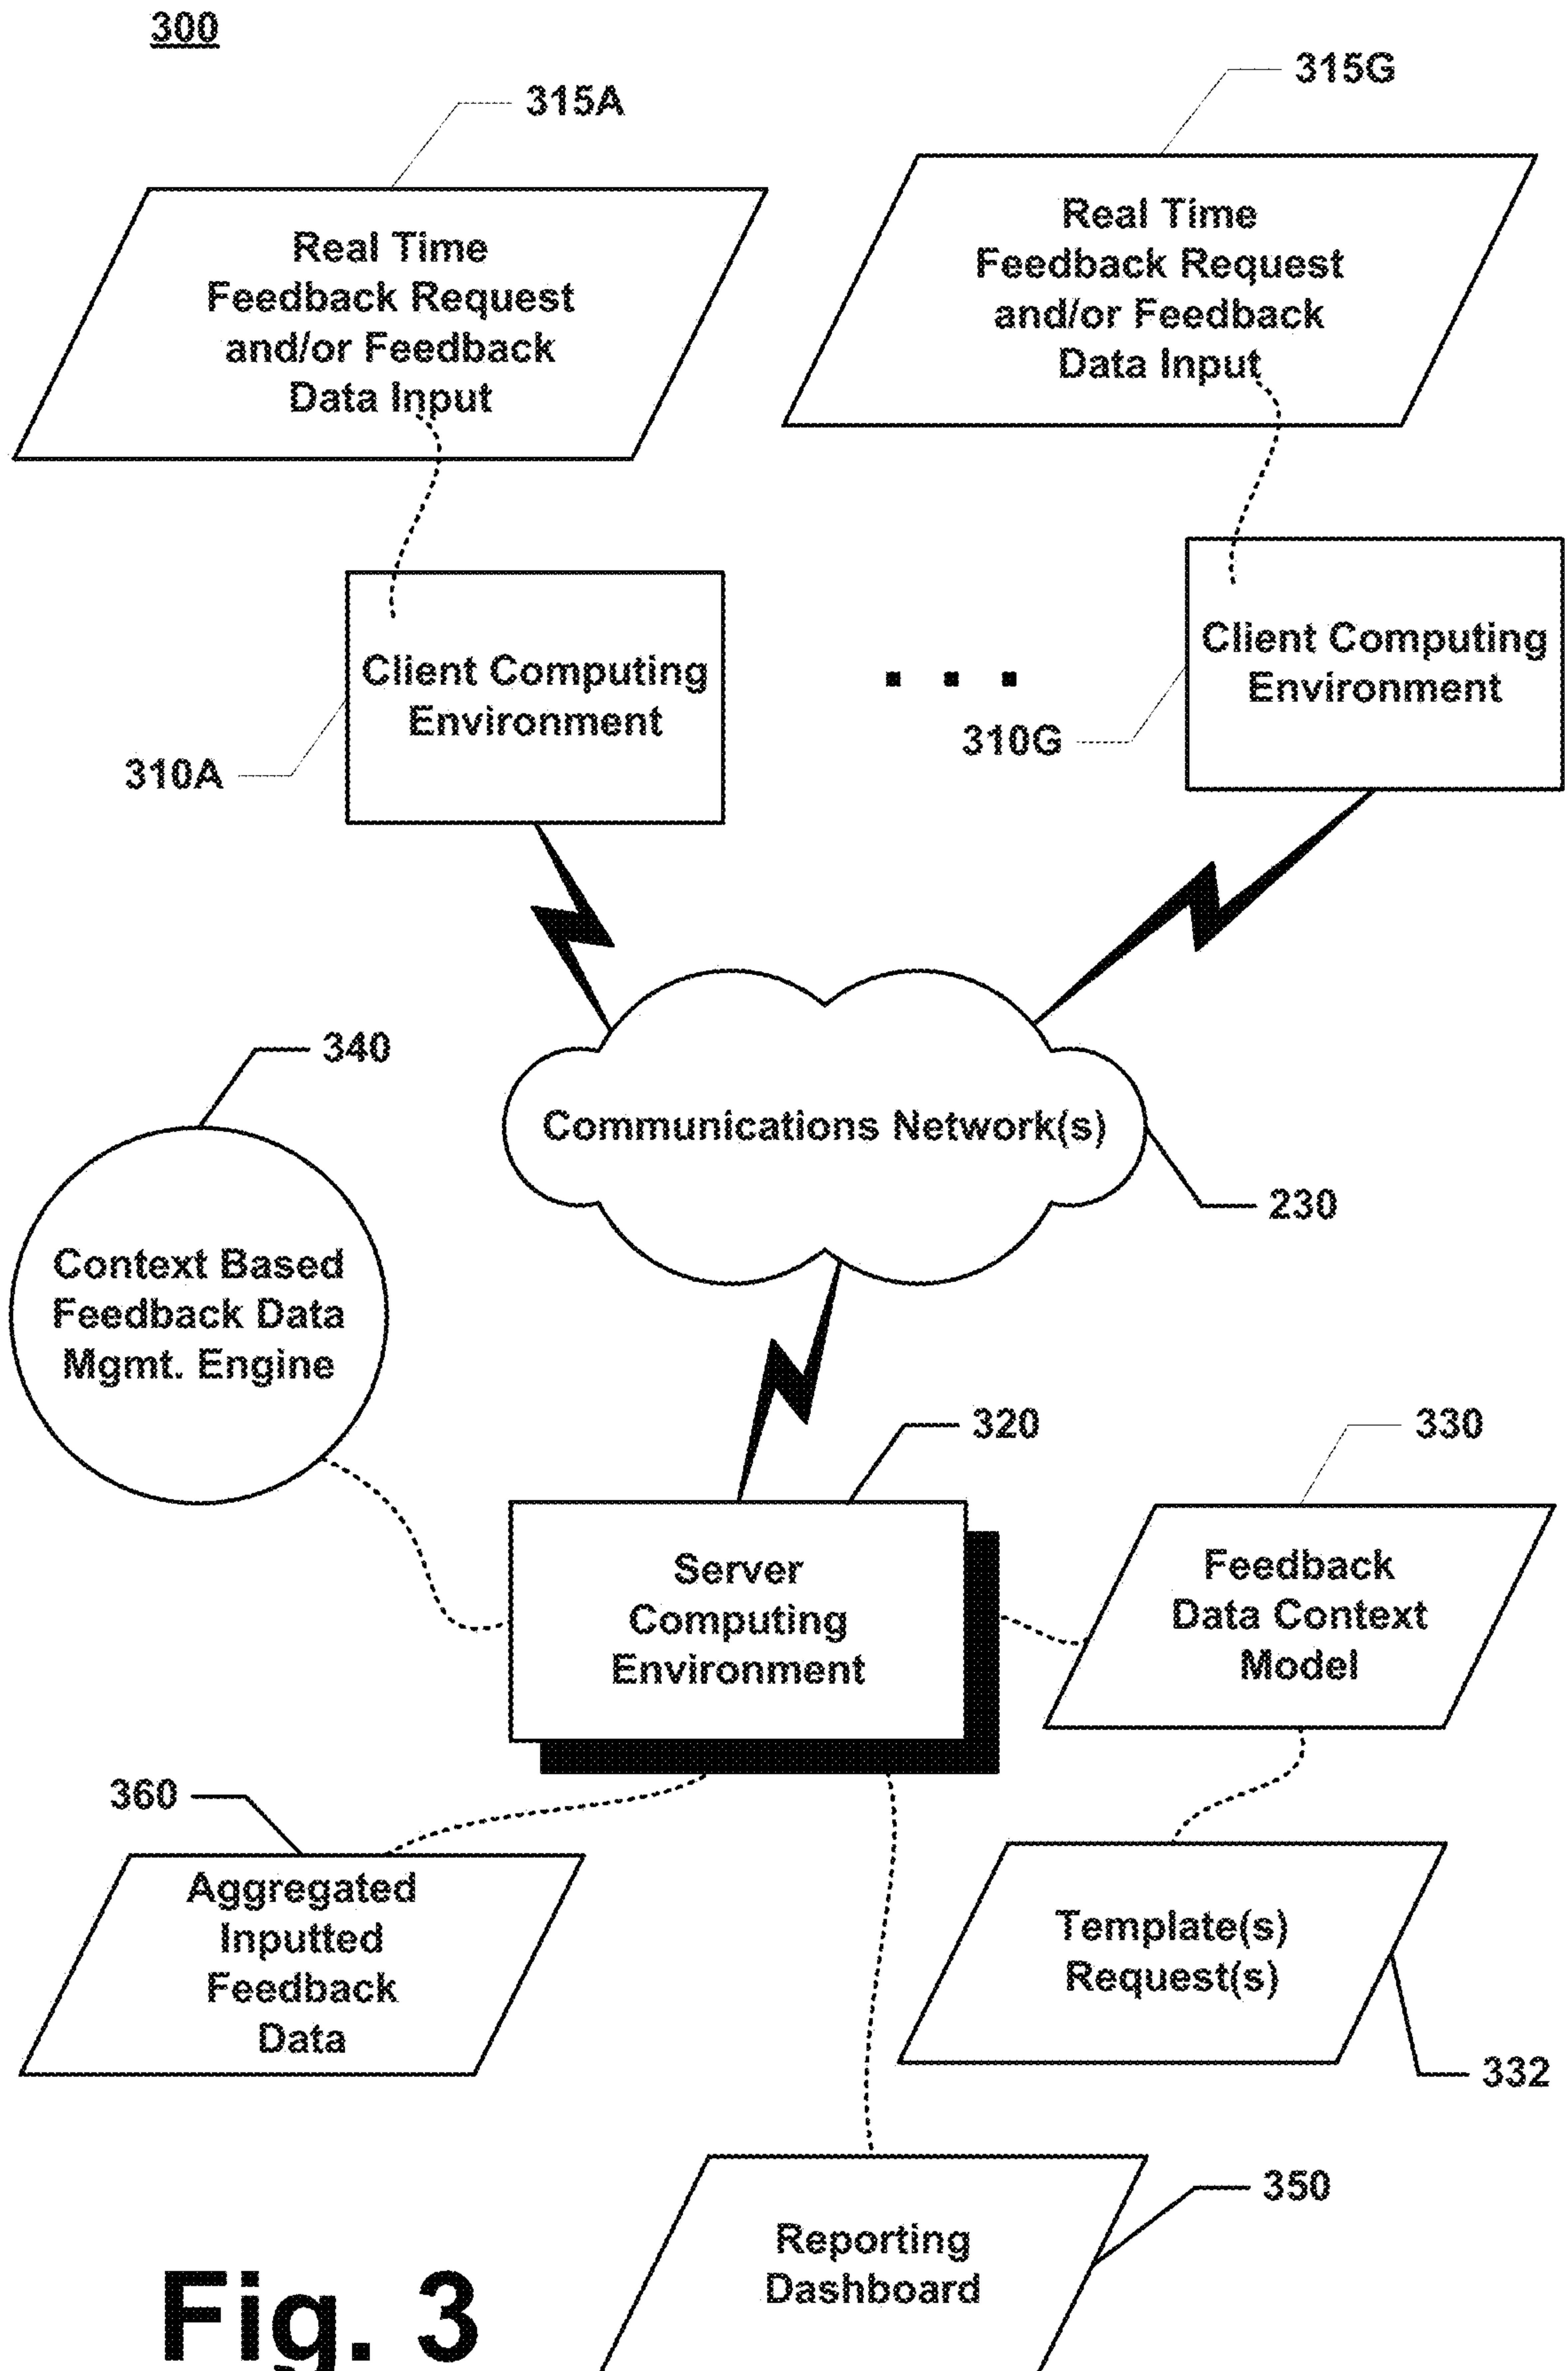 300
315A
315G
Real Time
Feedback Request
and/or Feedback
Data Input
Real Time
Feedback Request
and/or Feedback
Data Input
Client Computing
Environment
310A
. . .
Client Computing
Environment
310G
Communications Network(s)
230
340
Context Based
Feedback Data
Mgmt. Engine
320
Server
Computing
Environment
330
Feedback
Data Context
Model
360
Aggregated
Inputted
Feedback
Data
Template(s)
Request(s)
332
350
Reporting
Dashboard
Fig. 3